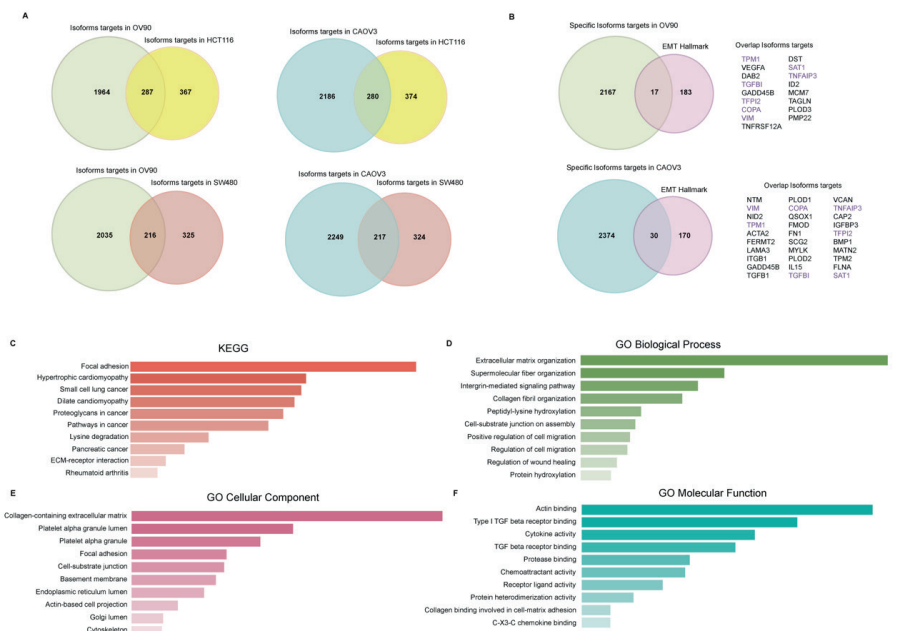 A
Isoforms targets in OV90
Isoforms targets in HCT116
1964
287
367
Isoforms targets in CAOV3
Isoforms targets in HCT116
2186
280
374
Isoforms targets in OV90
Isoforms targets in SW480
2035
216
325
Isoforms targets in CAOV3
Isoforms targets in SW480
2249
217
324
B
Specific Isoforms targets in OV90
EMT Hallmark
2167
17
183
Overlap Isoforms targets
TPM1 DST
VEGFA SAT1
DAB2 TNFAIP3
TGFBI ID2
GADD45B MCM7
TFPI2 TAGLN
COPA PLOD3
VIM PMP22
TNFRSF12A
Specific Isoforms targets in CAOV3
EMT Hallmark
2374
30
170
Overlap Isoforms targets
NTM PLOD1 VCAN
VIM COPA TNFAIP3
NID2 QSOX1 CAP2
TPM1 FMOD IGFBP3
ACTA2 FN1 TFPI2
FERMT2 SCG2 BMP1
LAMA3 MYLK MATN2
ITGB1 PLOD2 TPM2
GADD45B IL15 FLNA
TGFB1 TGFBI SAT1
C
KEGG
Focal adhesion
Hypertrophic cardiomyopathy
Small cell lung cancer
Dilate candiomyopathy
Proteoglycans in cancer
Pathways in cancer
Lysine degradation
Pancreatic cancer
ECM-receptor interaction
Rheumatoid arthritis
D
GO Biological Process
Extracellular matrix organization
Supermolecular fiber organization
Intergrin-mediated signaling pathway
Collagen fibril organization
Peptidyl-lysine hydroxylation
Cell-substrate junction on assembly
Positive regulation of cell migration
Regulation of cell migration
Regulation of wound healing
Protein hydroxylation
E
GO Cellular Component
Collagen-containing extracellular matrix
Platelet alpha granule lumen
Platelet alpha granule
Focal adhesion
Cell-substrate junction
Basement membrane
Endoplasmic reticulum lumen
Actin-based cell projection
Golgi lumen
Cytoskeleton
F
GO Molecular Function
Actin binding
Type I TGF beta receptor binding
Cytokine activity
TGF beta receptor binding
Protease binding
Chemoattractant activity
Receptor ligand activity
Protein heterodimerization activity
Collagen binding involved in cell-matrix adhesion
C-X3-C chemokine binding